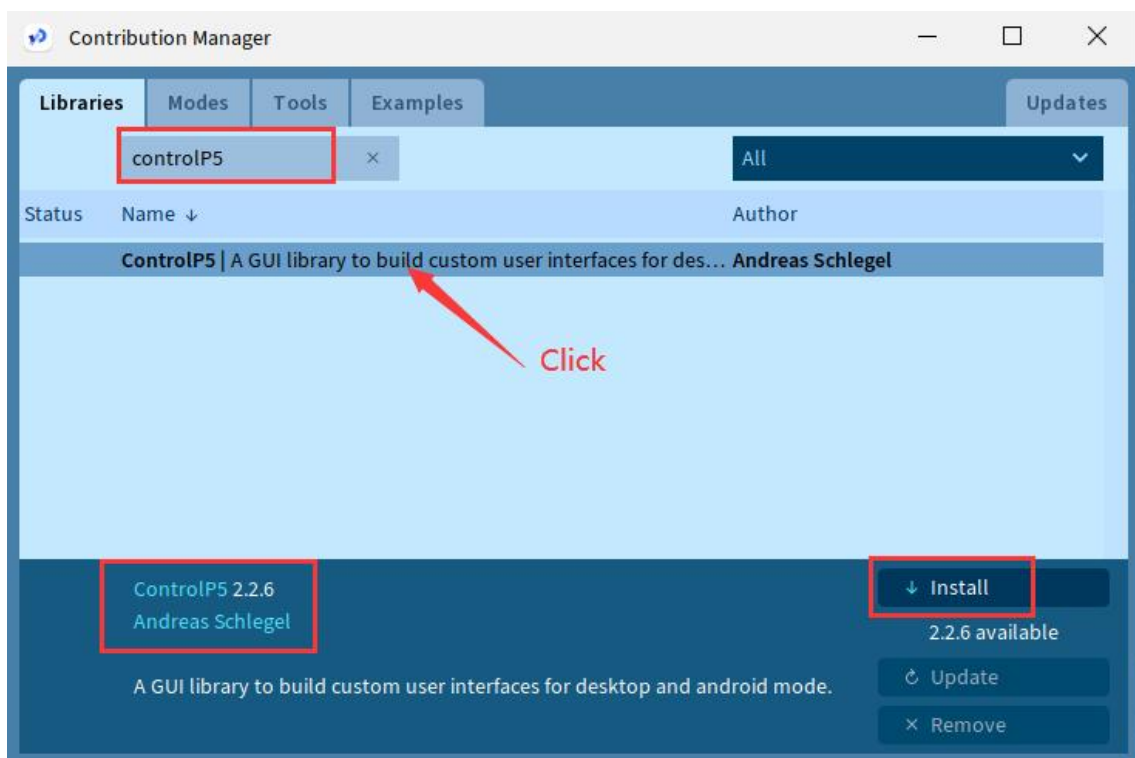 Contribution Manager
Libraries Modes Tools Examples Updates
controlP5 × All
Status Name ↓ Author
ControlP5 | A GUI library to build custom user interfaces for des... Andreas Schlegel
Click
ControlP5 2.2.6
Andreas Schlegel
↓ Install
2.2.6 available
A GUI library to build custom user interfaces for desktop and android mode.
Update
× Remove